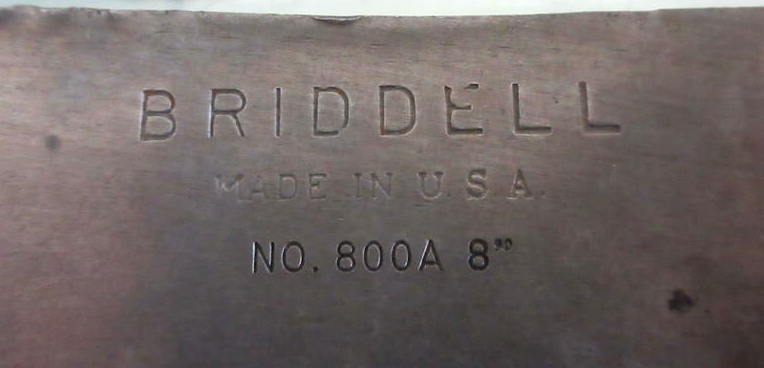 BRIDDELL
MADE IN U.S.A.
NO. 800A 8"